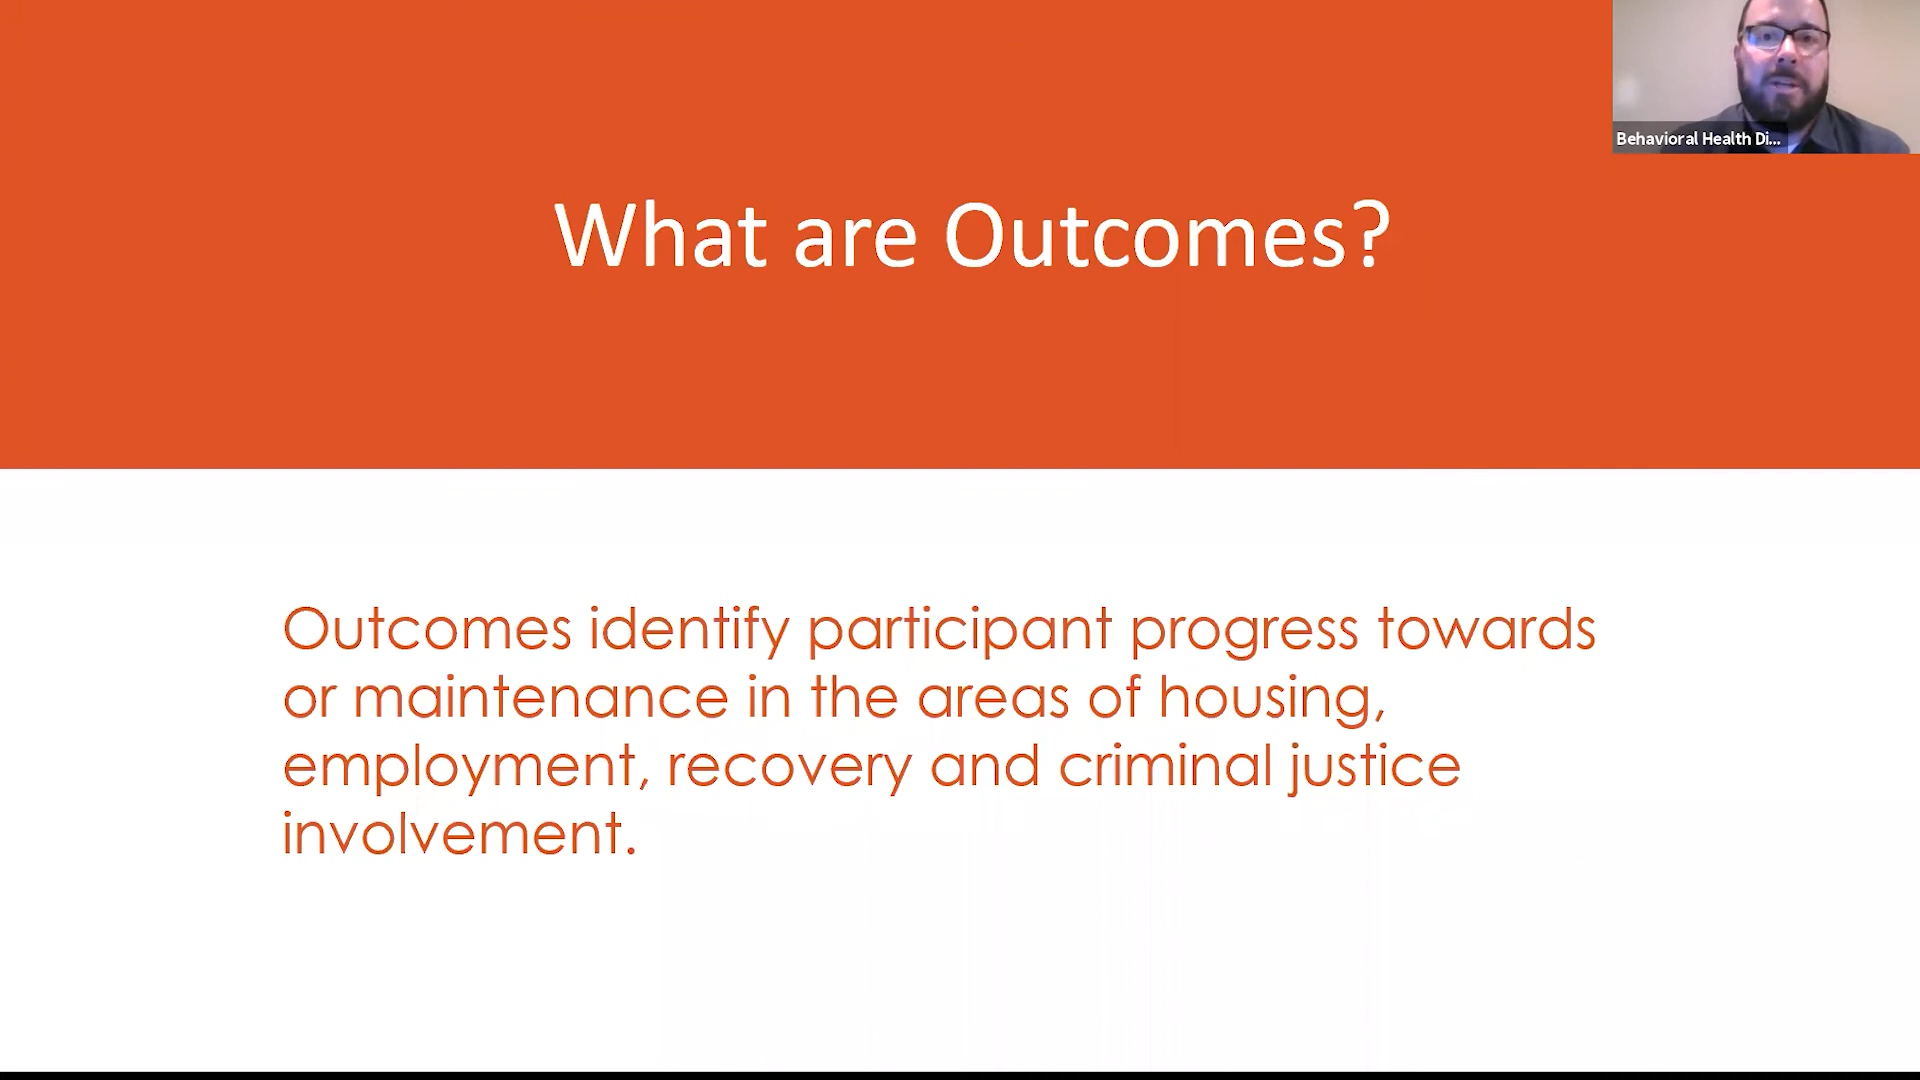 Behavioral Health Di...
What are Outcomes?
Outcomes identify participant progress towards
or maintenance in the areas of housing,
employment, recovery and criminal justice
involvement.